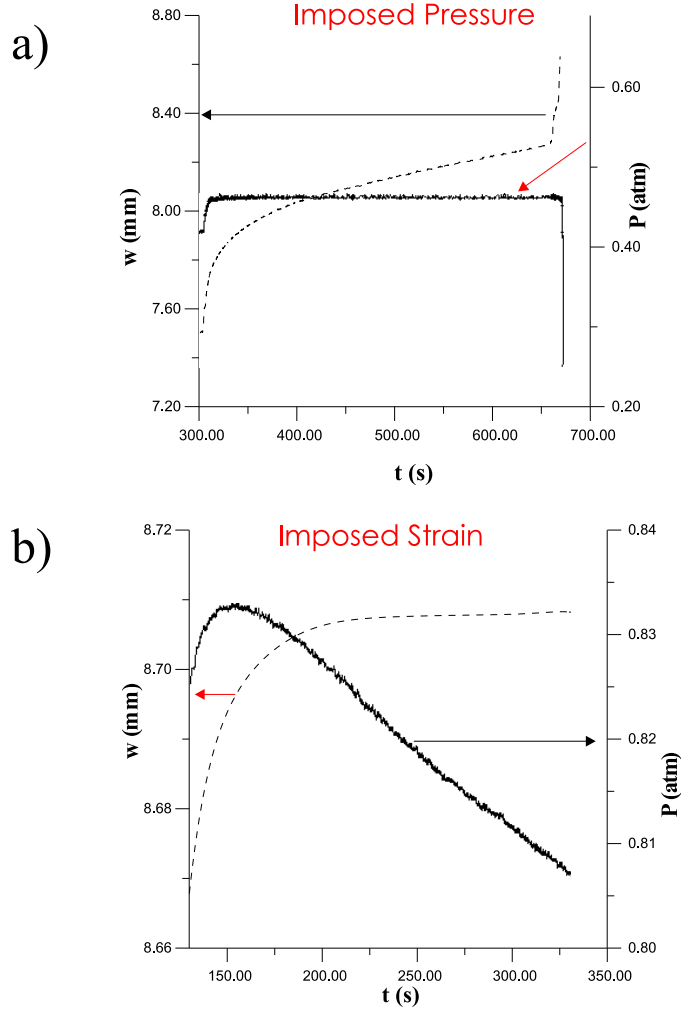 Imposed Pressure
a)
8.80
8.40
8.00
7.60
7.20
w (mm)
0.60
0.40
0.20
P (atm)
300.00 400.00 500.00 600.00 700.00
t (s)
b)
Imposed Strain
8.72
8.70
8.68
8.66
w (mm)
0.84
0.83
0.82
0.81
0.80
P (atm)
150.00 200.00 250.00 300.00 350.00
t (s)